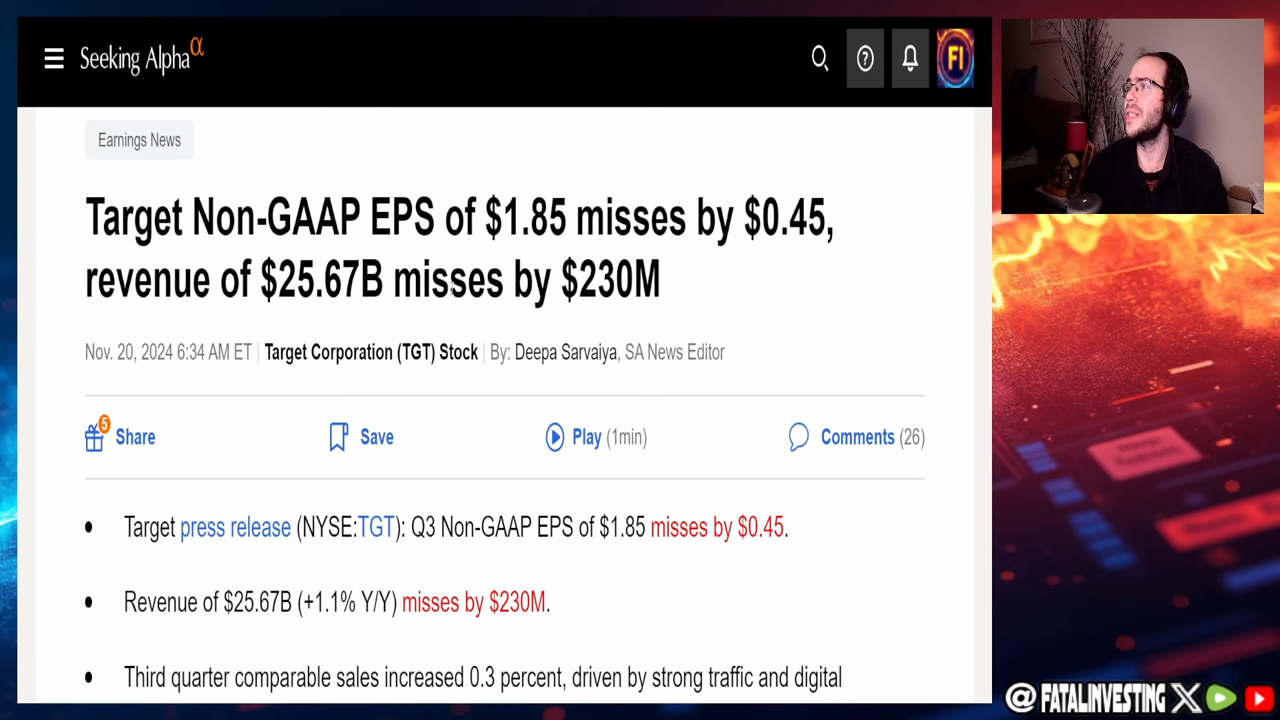 Seeking Alpha α
FI
Earnings News
Target Non-GAAP EPS of $1.85 misses by $0.45,
revenue of $25.67B misses by $230M
Nov. 20, 2024 6:34 AM ET | Target Corporation (TGT) Stock | By: Deepa Sarvaiya, SA News Editor
5 Share Save Play (1min) Comments (26)
• Target press release (NYSE:TGT): Q3 Non-GAAP EPS of $1.85 misses by $0.45.
• Revenue of $25.67B (+1.1% Y/Y) misses by $230M.
• Third quarter comparable sales increased 0.3 percent, driven by strong traffic and digital
@FATALINVESTING X